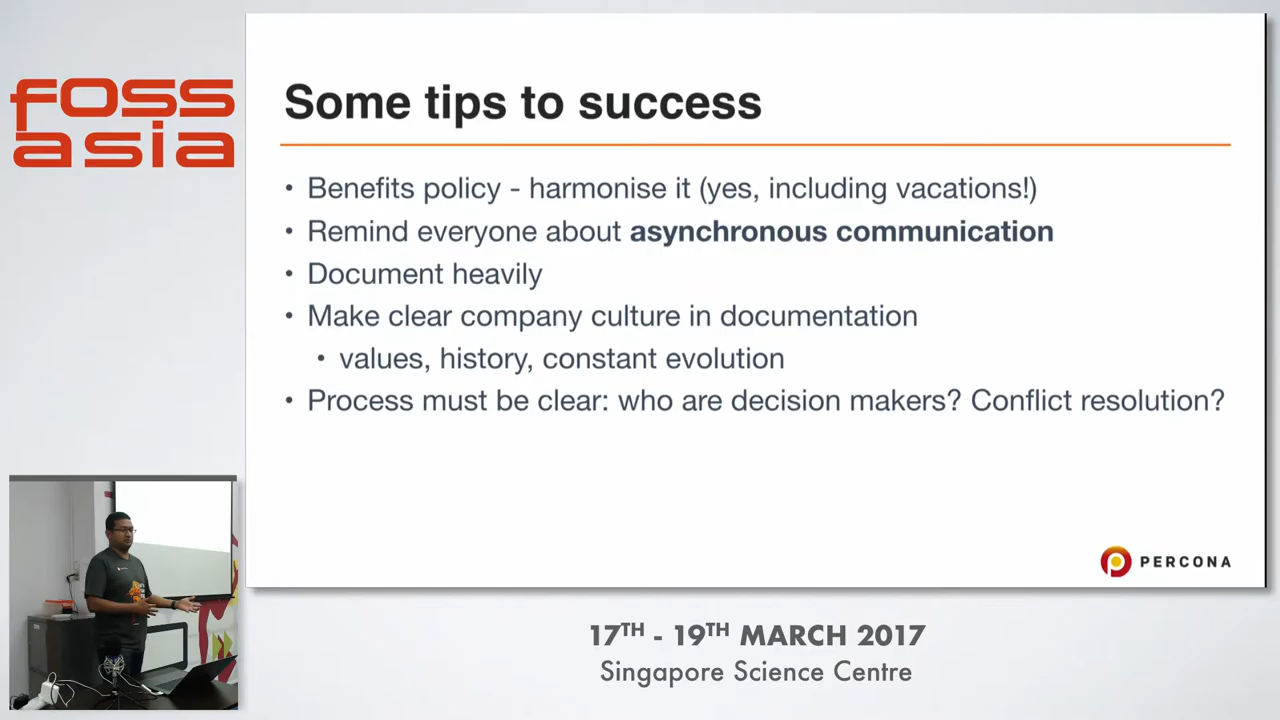 foss
asia
Some tips to success
• Benefits policy - harmonise it (yes, including vacations!)
• Remind everyone about asynchronous communication
• Document heavily
• Make clear company culture in documentation
• values, history, constant evolution
• Process must be clear: who are decision makers? Conflict resolution?
PERCONA
17TH - 19TH MARCH 2017
Singapore Science Centre